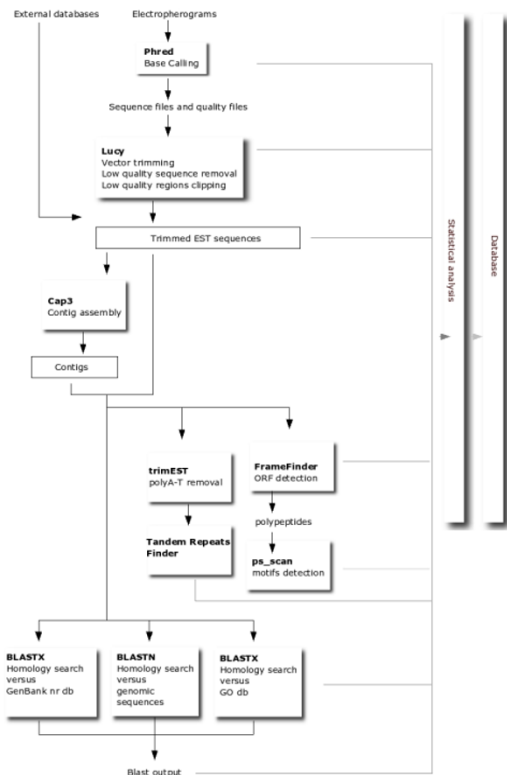 External databases
Electropherograms
Phred
Base Calling
Sequence files and quality files
Lucy
Vector trimming
Low quality sequence removal
Low quality regions clipping
Trimmed EST sequences
Cap3
Contig assembly
Contigs
trimEST
polyA-T removal
FrameFinder
ORF detection
polypeptides
Tandem Repeats
Finder
ps_scan
motifs detection
BLASTX
Homology search
versus
GenBank nr db
BLASTN
Homology search
versus
genomic
sequences
BLASTX
Homology search
versus
GO db
Blast output
Statistical analysis
Database